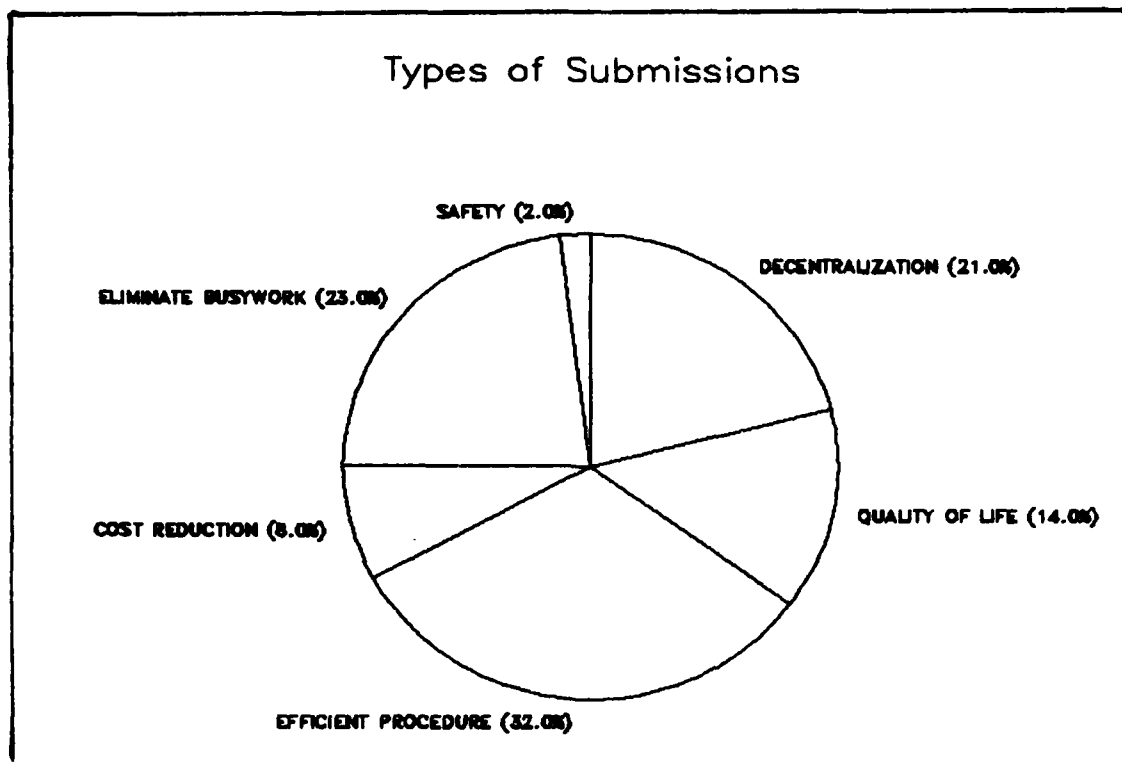 Types of Submissions
SAFETY (2.0%)
DECENTRALIZATION (21.0%)
ELIMINATE BUSYWORK (23.0%)
QUALITY OF LIFE (14.0%)
COST REDUCTION (8.0%)
EFFICIENT PROCEDURE (32.0%)